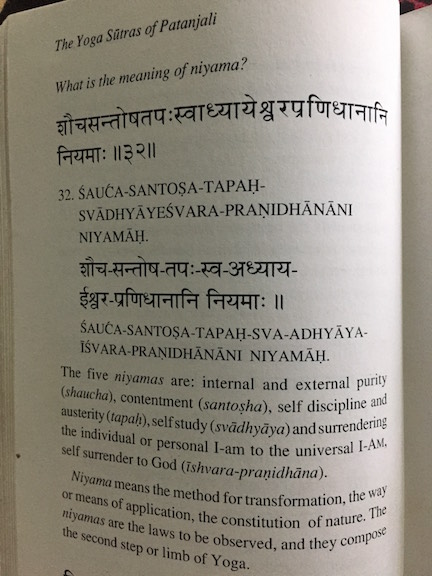 The Yoga Sūtras of Patanjali
What is the meaning of niyama?
शौचसन्तोषतपःस्वाध्यायेश्वरप्रणिधानानि
नियमाः ॥३२॥
32. ŚAUĆA-SANTOṢA-TAPAḤ-
SVĀDHYĀYEŚVARA-PRAṆIDHĀNĀNI
NIYAMĀḤ.
शौच-सन्तोष-तपः-स्व-अध्याय-
ईश्वर-प्रणिधानानि नियमाः ॥
ŚAUĆA-SANTOṢA-TAPAḤ-SVA-ADHYĀYA-
ĪŚVARA-PRAṆIDHĀNĀNI NIYAMĀḤ.
The five niyamas are: internal and external purity
(shaucha), contentment (santoṣha), self discipline and
austerity (tapaḥ), self study (svādhyāya) and surrendering
the individual or personal I-am to the universal I-AM,
self surrender to God (īshvara-praṇidhāna).
Niyama means the method for transformation, the way
or means of application, the constitution of nature. The
niyamas are the laws to be observed, and they compose
the second step or limb of Yoga.